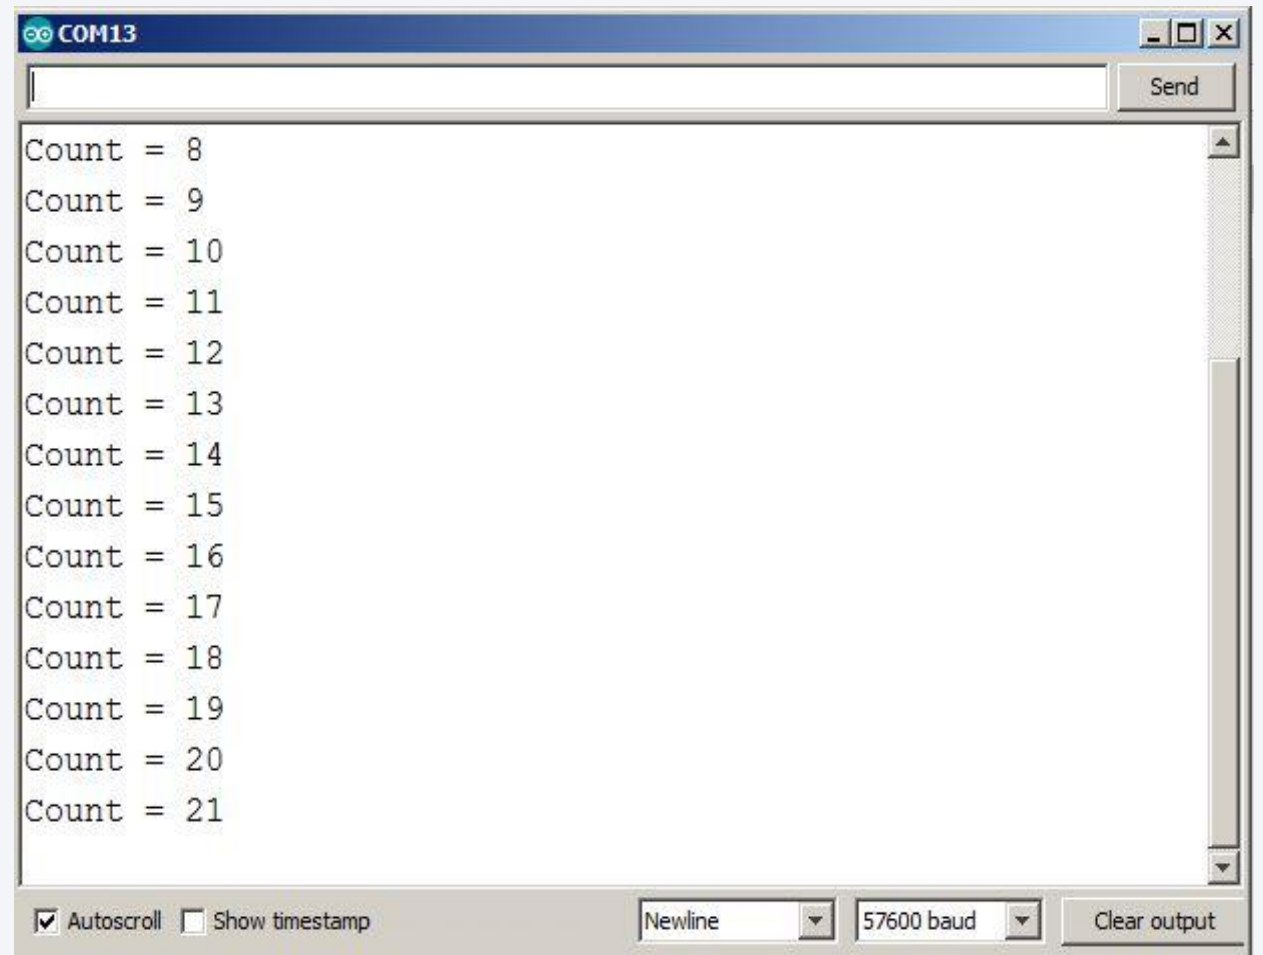 COM13
Send
Count = 8
Count = 9
Count = 10
Count = 11
Count = 12
Count = 13
Count = 14
Count = 15
Count = 16
Count = 17
Count = 18
Count = 19
Count = 20
Count = 21
Autoscroll Show timestamp Newline 57600 baud Clear output